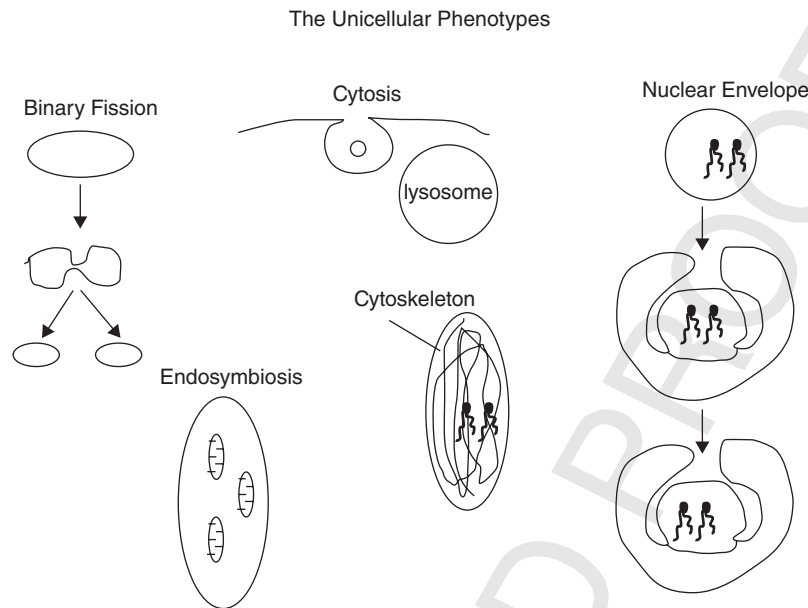 The Unicellular Phenotypes
Binary Fission
Cytosis
Nuclear Envelope
lysosome
Cytoskeleton
Endosymbiosis